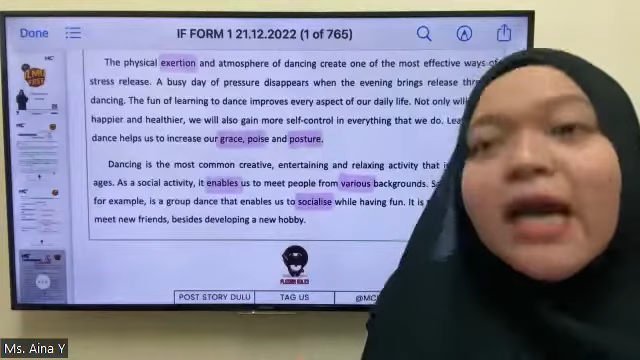 Done
IF FORM 1 21.12.2022 (1 of 765)
The physical exertion and atmosphere of dancing create one of the most effective ways of
stress release. A busy day of pressure disappears when the evening brings release
dancing. The fun of learning to dance improves every aspect of our daily life. Not only
happier and healthier, we will also gain more self-control in everything that we do.
dance helps us to increase our grace, poise and posture.
Dancing is the most common creative, entertaining and relaxing activity that
ages. As a social activity, it enables us to meet people from various backgrounds.
for example, is a group dance that enables us to socialise while having fun. It is
meet new friends, besides developing a new hobby.
POST STORY DULU
TAG US
Ms. Aina Y